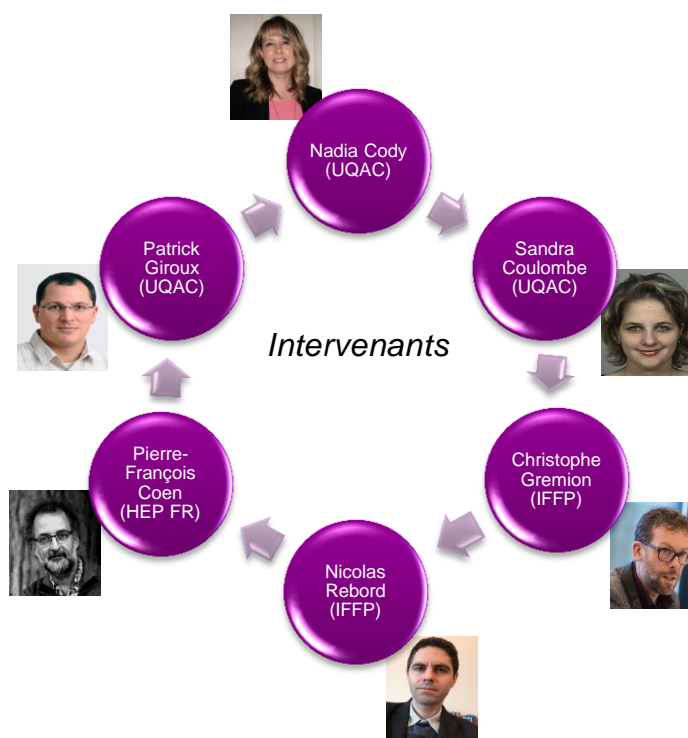 Nadia Cody
(UQAC)
Sandra
Coulombe
(UQAC)
Christophe
Gremion
(IFFP)
Nicolas
Rebord
(IFFP)
Pierre-
François
Coen
(HEP FR)
Patrick
Giroux
(UQAC)
Intervenants